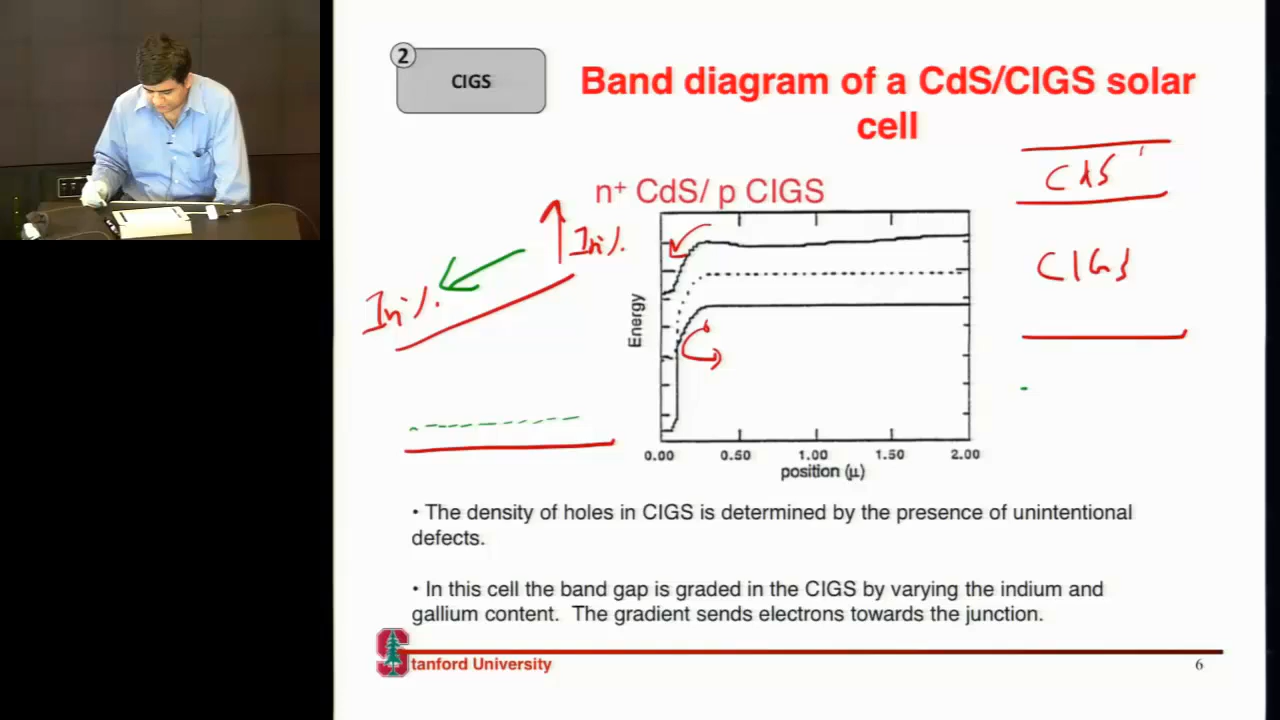 2
CIGS
Band diagram of a CdS/CIGS solar
cell
n+ CdS/ p CIGS
CdS
CIGS
In%
In%
Energy
0.00 0.50 1.00 1.50 2.00
position (μ)
• The density of holes in CIGS is determined by the presence of unintentional
defects.
• In this cell the band gap is graded in the CIGS by varying the indium and
gallium content. The gradient sends electrons towards the junction.
Stanford University
6